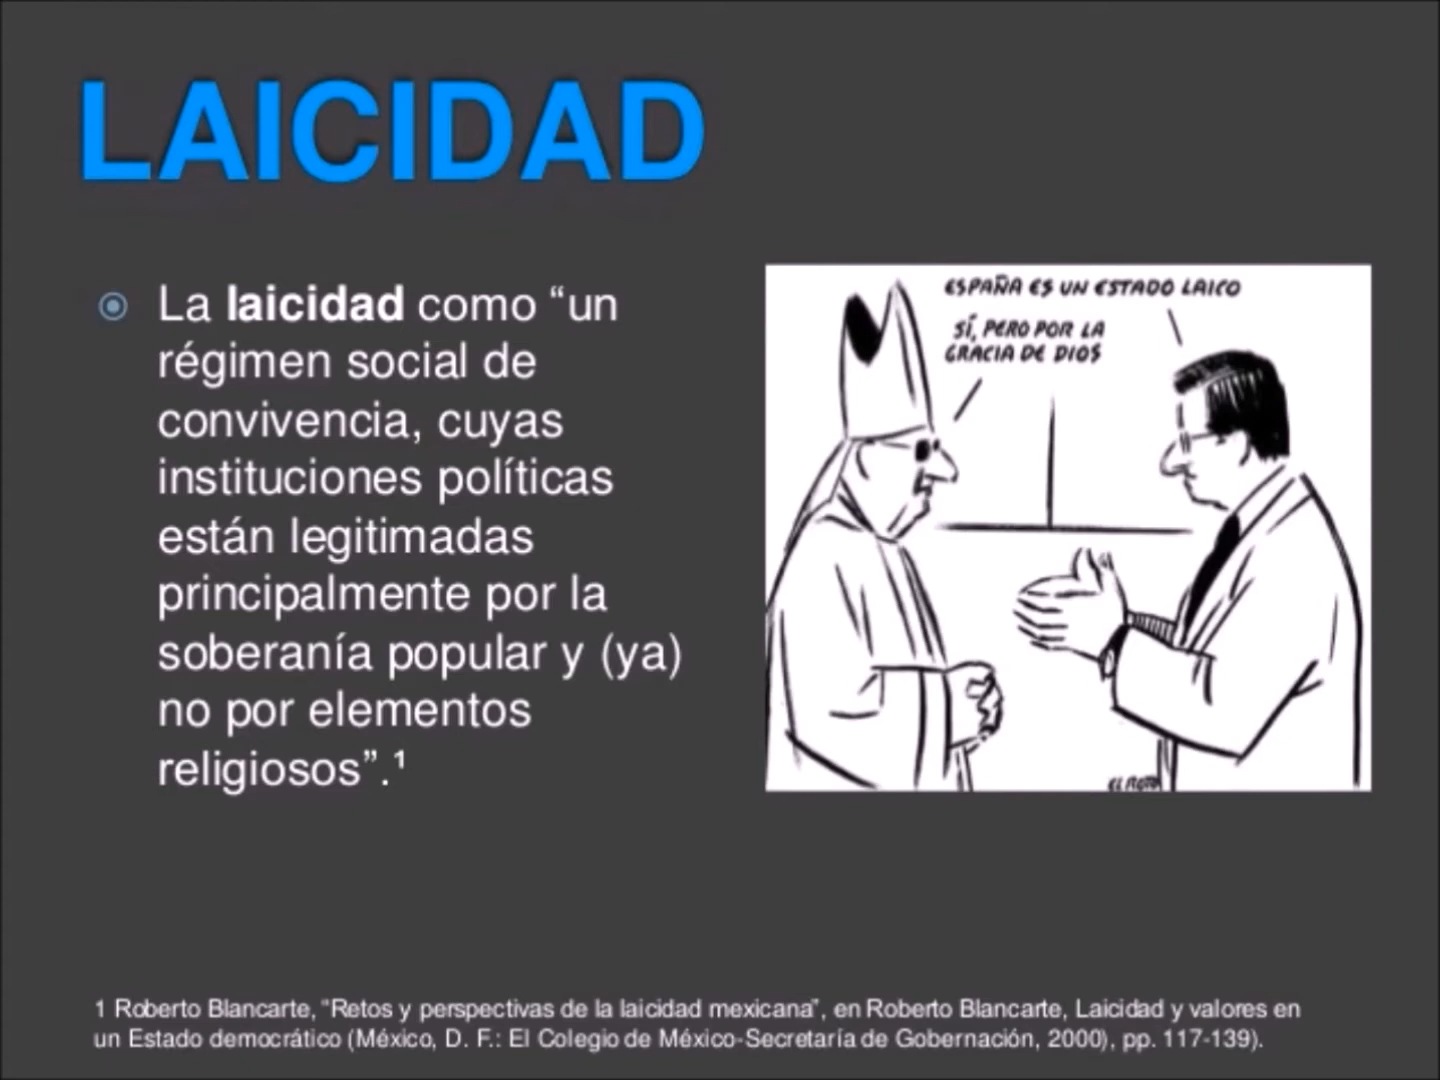 LAICIDAD
La laicidad como “un
régimen social de
convivencia, cuyas
instituciones políticas
están legitimadas
principalmente por la
soberanía popular y (ya)
no por elementos
religiosos”.¹
ESPAÑA ES UN ESTADO LAICO
SÍ, PERO POR LA
GRACIA DE DIOS
EL ROTO
1 Roberto Blancarte, “Retos y perspectivas de la laicidad mexicana”, en Roberto Blancarte, Laicidad y valores en
un Estado democrático (México, D. F.: El Colegio de México-Secretaría de Gobernación, 2000), pp. 117-139).